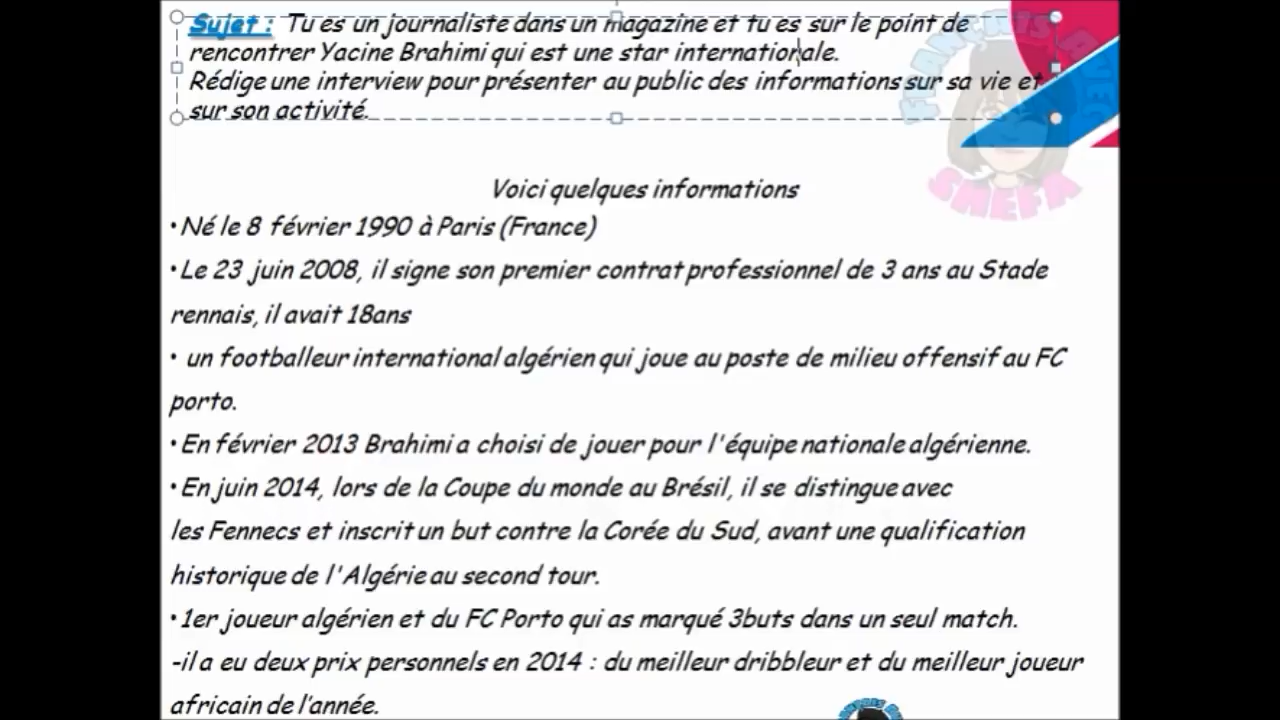 Sujet : Tu es un journaliste dans un magazine et tu es sur le point de
rencontrer Yacine Brahimi qui est une star internationale.
Rédige une interview pour présenter au public des informations sur sa vie et
sur son activité.
Voici quelques informations
•Né le 8 février 1990 à Paris (France)
•Le 23 juin 2008, il signe son premier contrat professionnel de 3 ans au Stade
rennais, il avait 18ans
• un footballeur international algérien qui joue au poste de milieu offensif au FC
porto.
•En février 2013 Brahimi a choisi de jouer pour l'équipe nationale algérienne.
•En juin 2014, lors de la Coupe du monde au Brésil, il se distingue avec
les Fennecs et inscrit un but contre la Corée du Sud, avant une qualification
historique de l'Algérie au second tour.
•1er joueur algérien et du FC Porto qui as marqué 3buts dans un seul match.
-il a eu deux prix personnels en 2014 : du meilleur dribbleur et du meilleur joueur
africain de l'année.
FRANÇAIS AVEC
SMEFA